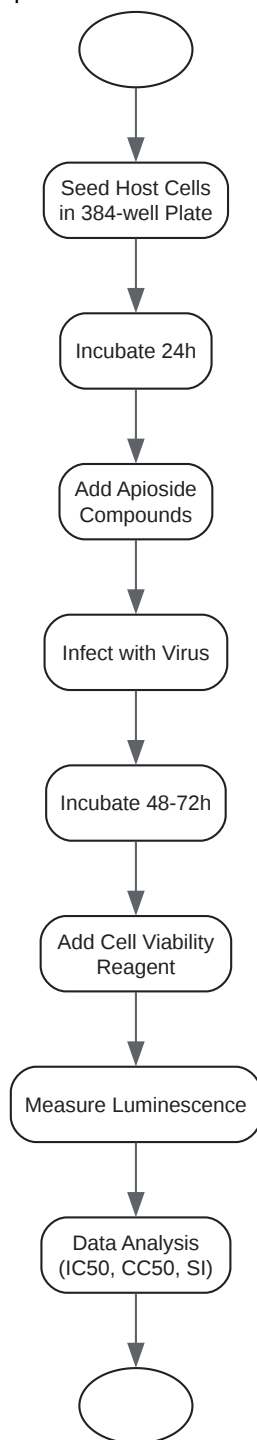 Seed Host Cells
in 384-well Plate
Incubate 24h
Add Apioside
Compounds
Infect with Virus
Incubate 48-72h
Add Cell Viability
Reagent
Measure Luminescence
Data Analysis
(IC50, CC50, SI)